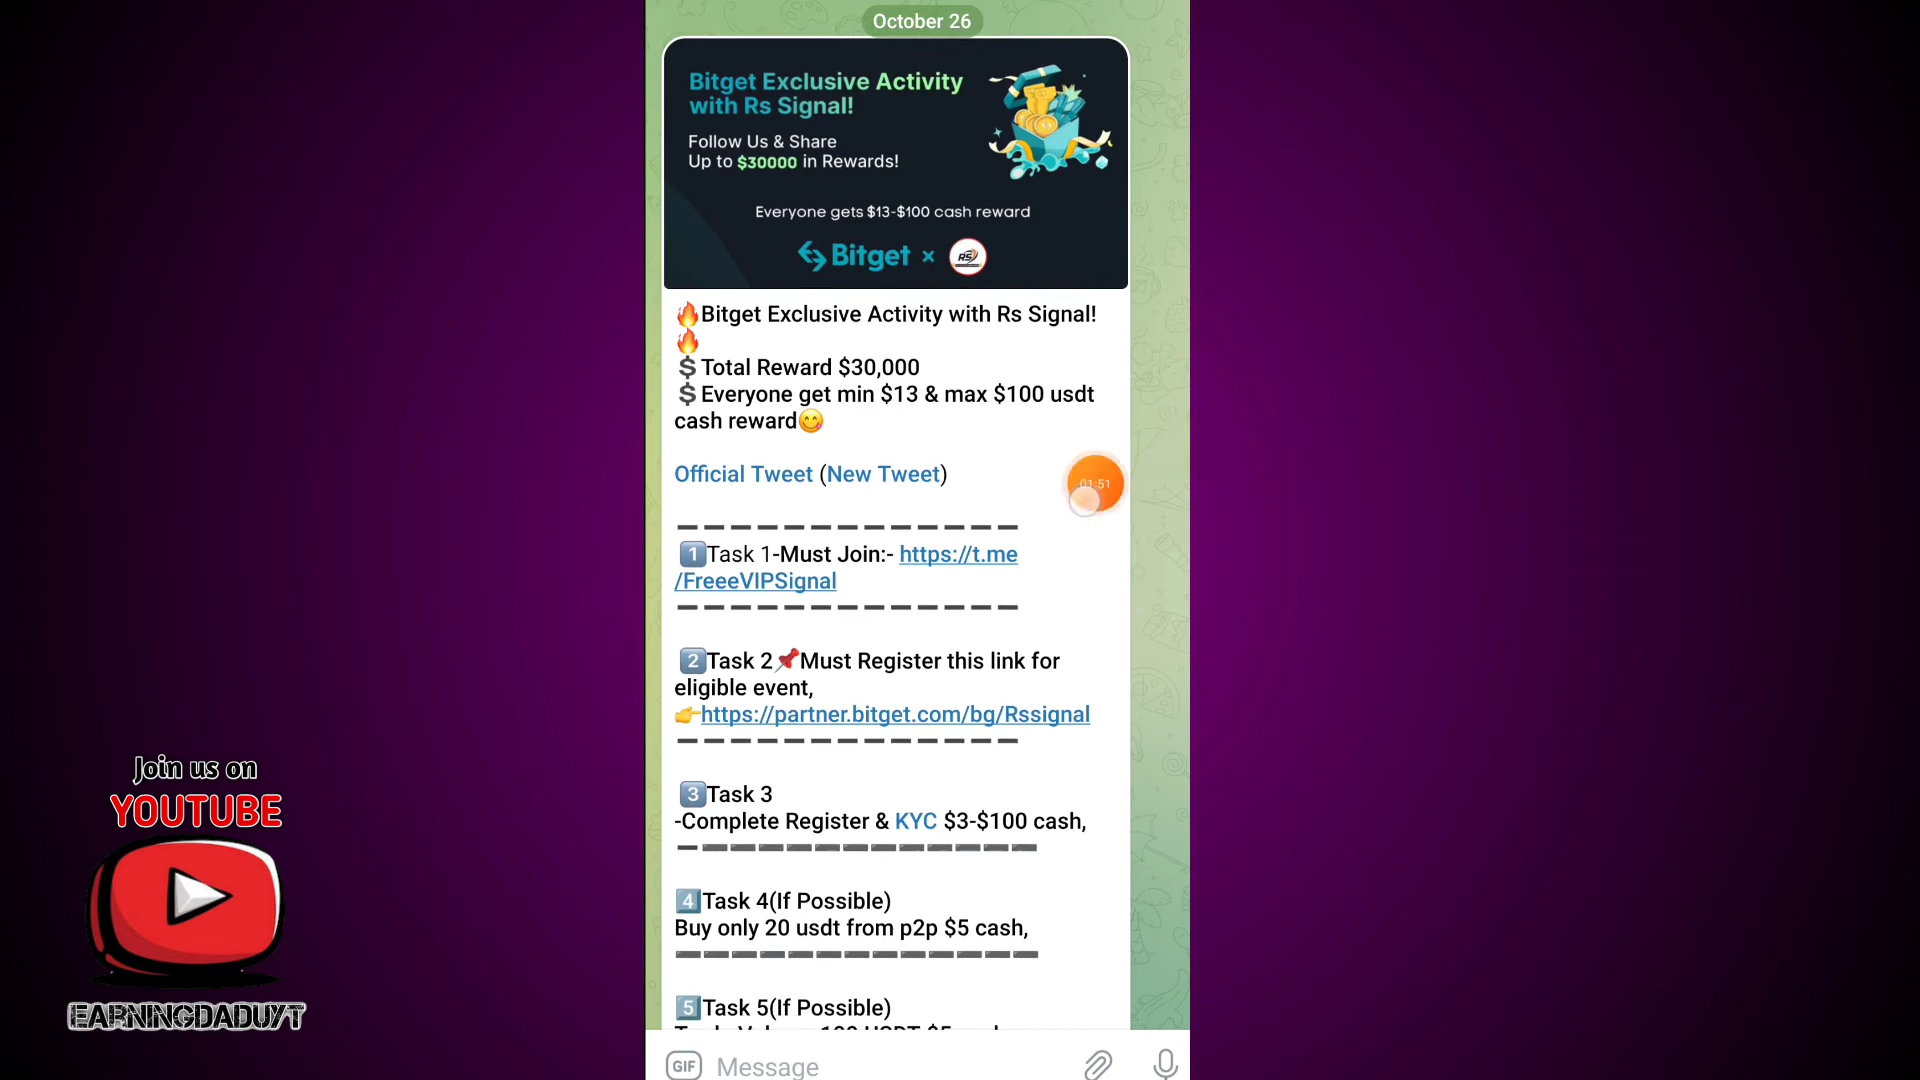 October 26
Bitget Exclusive Activity
with Rs Signal!
Follow Us & Share
Up to $30000 in Rewards!
Everyone gets $13-$100 cash reward
Bitget × RS
🔥Bitget Exclusive Activity with Rs Signal!
🔥
💲Total Reward $30,000
💲Everyone get min $13 & max $100 usdt
cash reward😋
Official Tweet (New Tweet)
01:51
➖➖➖➖➖➖➖➖➖➖➖➖➖
1️⃣Task 1-Must Join:- https://t.me
/FreeeVIPSignal
➖➖➖➖➖➖➖➖➖➖➖➖➖
2️⃣Task 2📌Must Register this link for
eligible event,
👉https://partner.bitget.com/bg/Rssignal
➖➖➖➖➖➖➖➖➖➖➖➖➖
3️⃣Task 3
-Complete Register & KYC $3-$100 cash,
➖➖➖➖➖➖➖➖➖➖➖➖➖
4️⃣Task 4(If Possible)
Buy only 20 usdt from p2p $5 cash,
➖➖➖➖➖➖➖➖➖➖➖➖➖
5️⃣Task 5(If Possible)
GIF Message
Join us on
YOUTUBE
EARNINGDADUYT